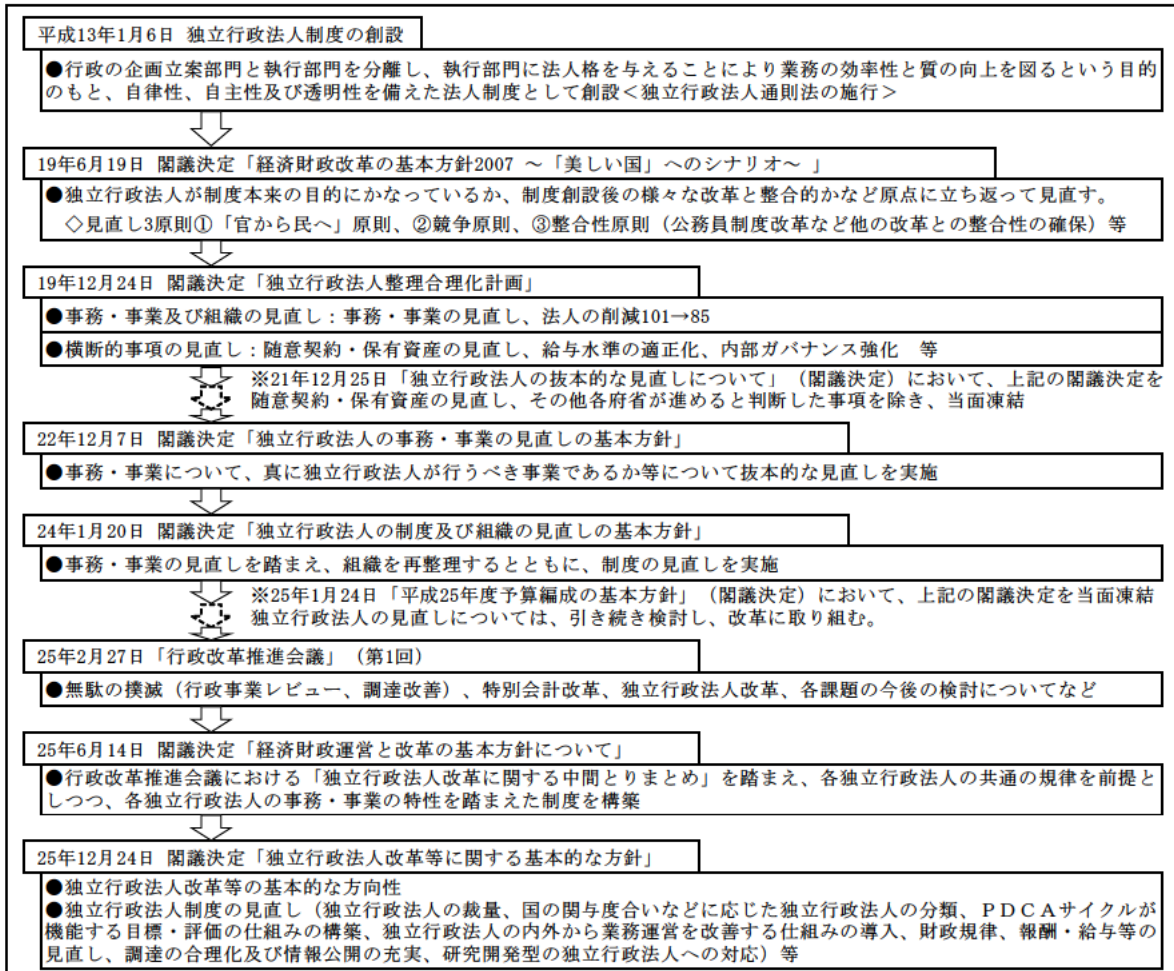 平成13年1月6日 独立行政法人制度の創設
●行政の企画立案部門と執行部門を分離し、執行部門に法人格を与えることにより業務の効率性と質の向上を図るという目的
のもと、自律性、自主性及び透明性を備えた法人制度として創設<独立行政法人通則法の施行>
19年6月19日 閣議決定「経済財政改革の基本方針2007 ~「美しい国」へのシナリオ~ 」
●独立行政法人が制度本来の目的にかなっているか、制度創設後の様々な改革と整合的かなど原点に立ち返って見直す。
◇見直し3原則①「官から民へ」原則、②競争原則、③整合性原則(公務員制度改革など他の改革との整合性の確保)等
19年12月24日 閣議決定「独立行政法人整理合理化計画」
●事務・事業及び組織の見直し:事務・事業の見直し、法人の削減101→85
●横断的事項の見直し:随意契約・保有資産の見直し、給与水準の適正化、内部ガバナンス強化 等
※21年12月25日「独立行政法人の抜本的な見直しについて」(閣議決定)において、上記の閣議決定を
随意契約・保有資産の見直し、その他各府省が進めると判断した事項を除き、当面凍結
22年12月7日 閣議決定「独立行政法人の事務・事業の見直しの基本方針」
●事務・事業について、真に独立行政法人が行うべき事業であるか等について抜本的な見直しを実施
24年1月20日 閣議決定「独立行政法人の制度及び組織の見直しの基本方針」
●事務・事業の見直しを踏まえ、組織を再整理するとともに、制度の見直しを実施
※25年1月24日「平成25年度予算編成の基本方針」(閣議決定)において、上記の閣議決定を当面凍結
独立行政法人の見直しについては、引き続き検討し、改革に取り組む。
25年2月27日「行政改革推進会議」(第1回)
●無駄の撲滅(行政事業レビュー、調達改善)、特別会計改革、独立行政法人改革、各課題の今後の検討についてなど
25年6月14日 閣議決定「経済財政運営と改革の基本方針について」
●行政改革推進会議における「独立行政法人改革に関する中間とりまとめ」を踏まえ、各独立行政法人の共通の規律を前提と
しつつ、各独立行政法人の事務・事業の特性を踏まえた制度を構築
25年12月24日 閣議決定「独立行政法人改革等に関する基本的な方針」
●独立行政法人改革等の基本的な方向性
●独立行政法人制度の見直し(独立行政法人の裁量、国の関与度合いなどに応じた独立行政法人の分類、PDCAサイクルが
機能する目標・評価の仕組みの構築、独立行政法人の内外から業務運営を改善する仕組みの導入、財政規律、報酬・給与等の
見直し、調達の合理化及び情報公開の充実、研究開発型の独立行政法人への対応)等